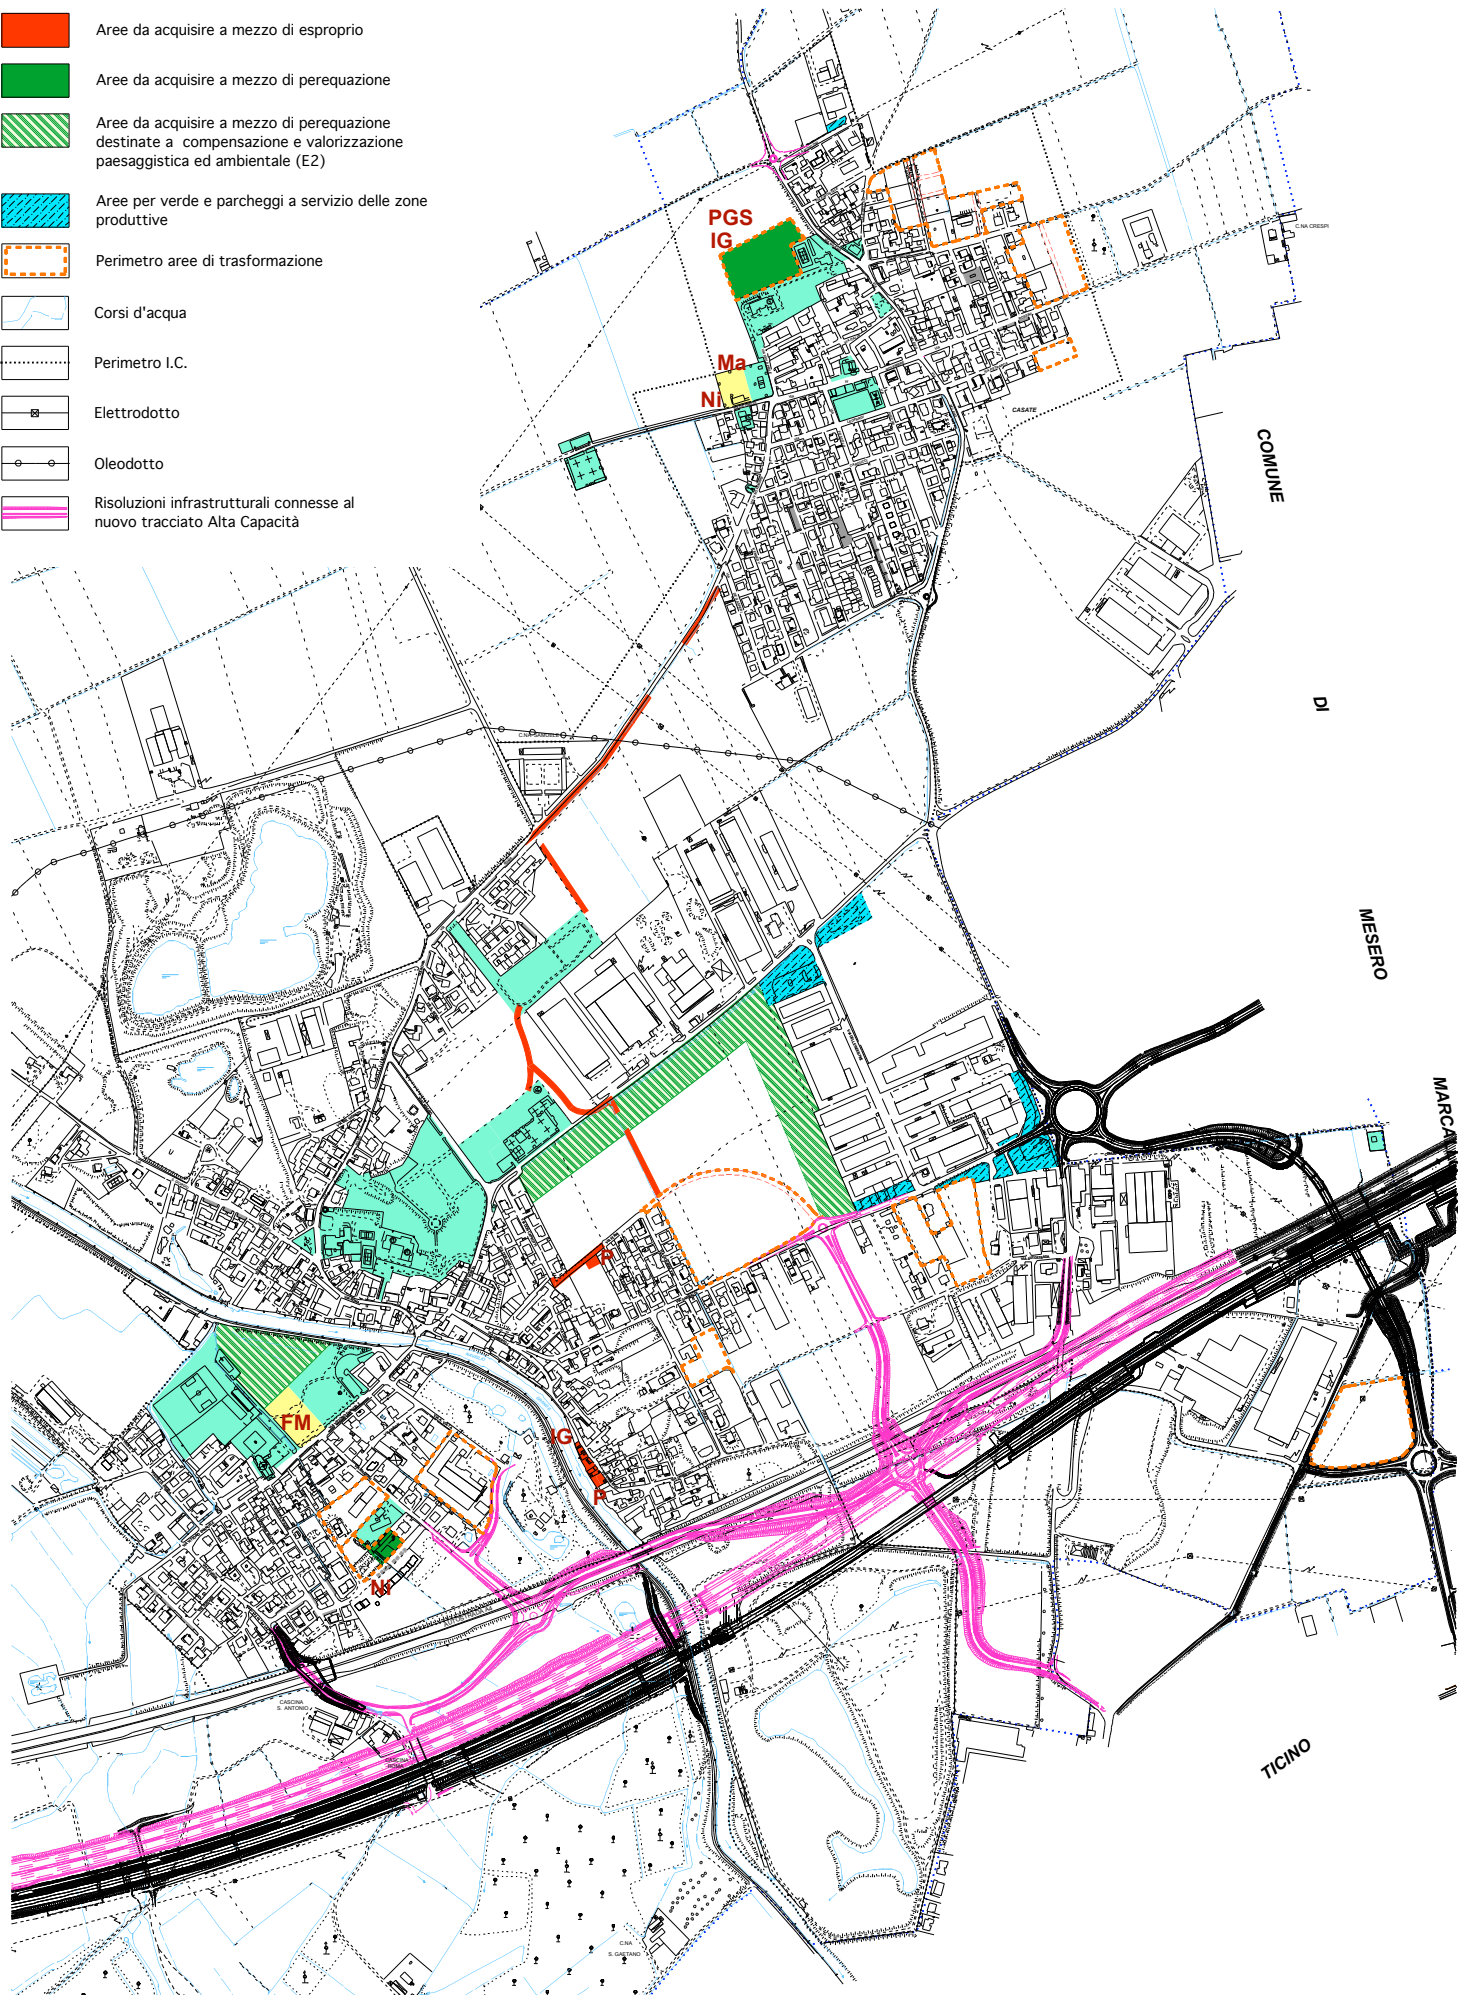 Aree da acquisire a mezzo di esproprio
Aree da acquisire a mezzo di perequazione
Aree da acquisire a mezzo di perequazione
destinate a compensazione e valorizzazione
paesaggistica ed ambientale (E2)
Aree per verde e parcheggi a servizio delle zone
produttive
Perimetro aree di trasformazione
Corsi d'acqua
Perimetro I.C.
Elettrodotto
Oleodotto
Risoluzioni infrastrutturali connesse al
nuovo tracciato Alta Capacità
PGS
IG
C.NA CRESPI
Ma
Ni
CASATE
COMUNE
DI
MESERO
MARCA
P
FM
IG
P
Ni
CASCINA
S. ANTONIO
CASCINA
ROMA
TICINO
C.NA
S. GAETANO